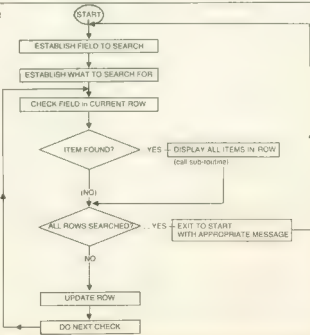 START
ESTABLISH FIELD TO SEARCH
ESTABLISH WHAT TO SEARCH FOR
CHECK FIELD in CURRENT ROW
ITEM FOUND?
YES
DISPLAY ALL ITEMS IN ROW
(call sub-routine)
(NO)
ALL ROWS SEARCHED?
.. YES
EXIT TO START
WITH APPROPRIATE MESSAGE
NO
UPDATE ROW
DO NEXT CHECK